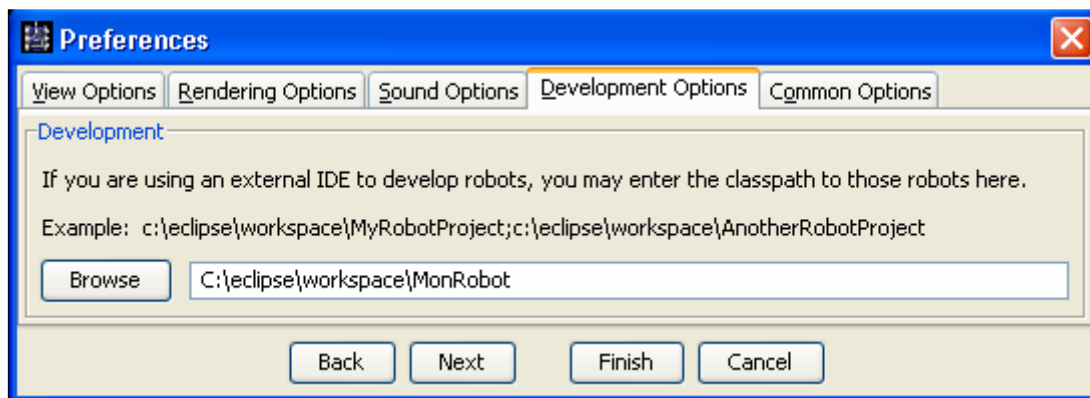 Preferences
View Options Rendering Options Sound Options Development Options Common Options
Development
If you are using an external IDE to develop robots, you may enter the classpath to those robots here.
Example: c:\eclipse\workspace\MyRobotProject;c:\eclipse\workspace\AnotherRobotProject
Browse C:\eclipse\workspace\MonRobot
Back Next Finish Cancel